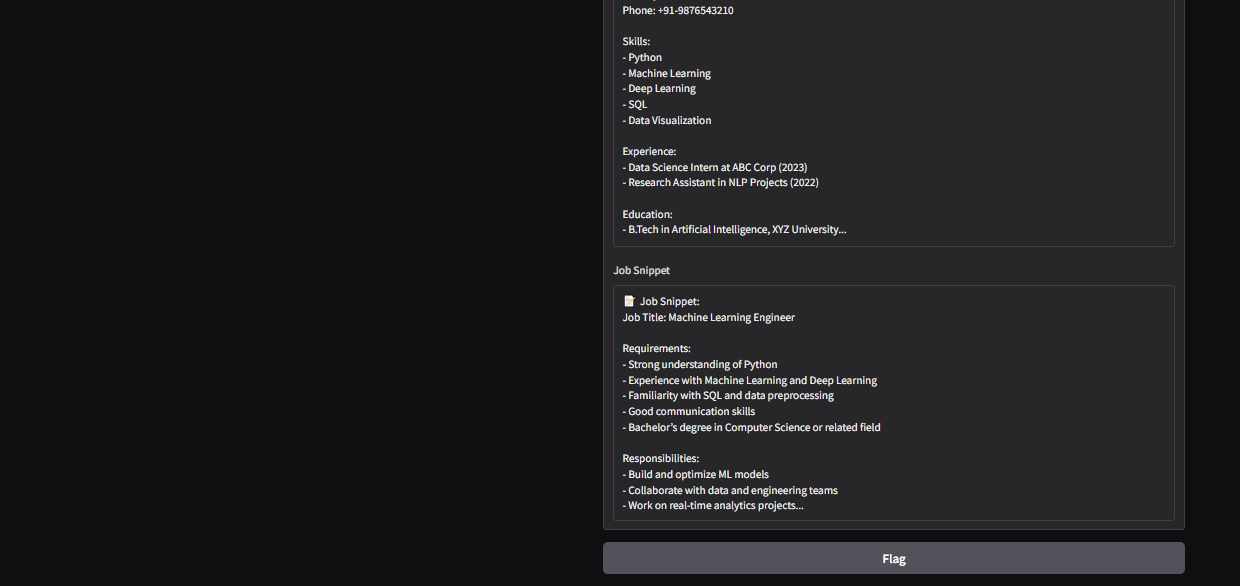 Phone: +91-9876543210
Skills:
- Python
- Machine Learning
- Deep Learning
- SQL
- Data Visualization
Experience:
- Data Science Intern at ABC Corp (2023)
- Research Assistant in NLP Projects (2022)
Education:
- B.Tech in Artificial Intelligence, XYZ University...
Job Snippet
📝 Job Snippet:
Job Title: Machine Learning Engineer
Requirements:
- Strong understanding of Python
- Experience with Machine Learning and Deep Learning
- Familiarity with SQL and data preprocessing
- Good communication skills
- Bachelor’s degree in Computer Science or related field
Responsibilities:
- Build and optimize ML models
- Collaborate with data and engineering teams
- Work on real-time analytics projects...
Flag